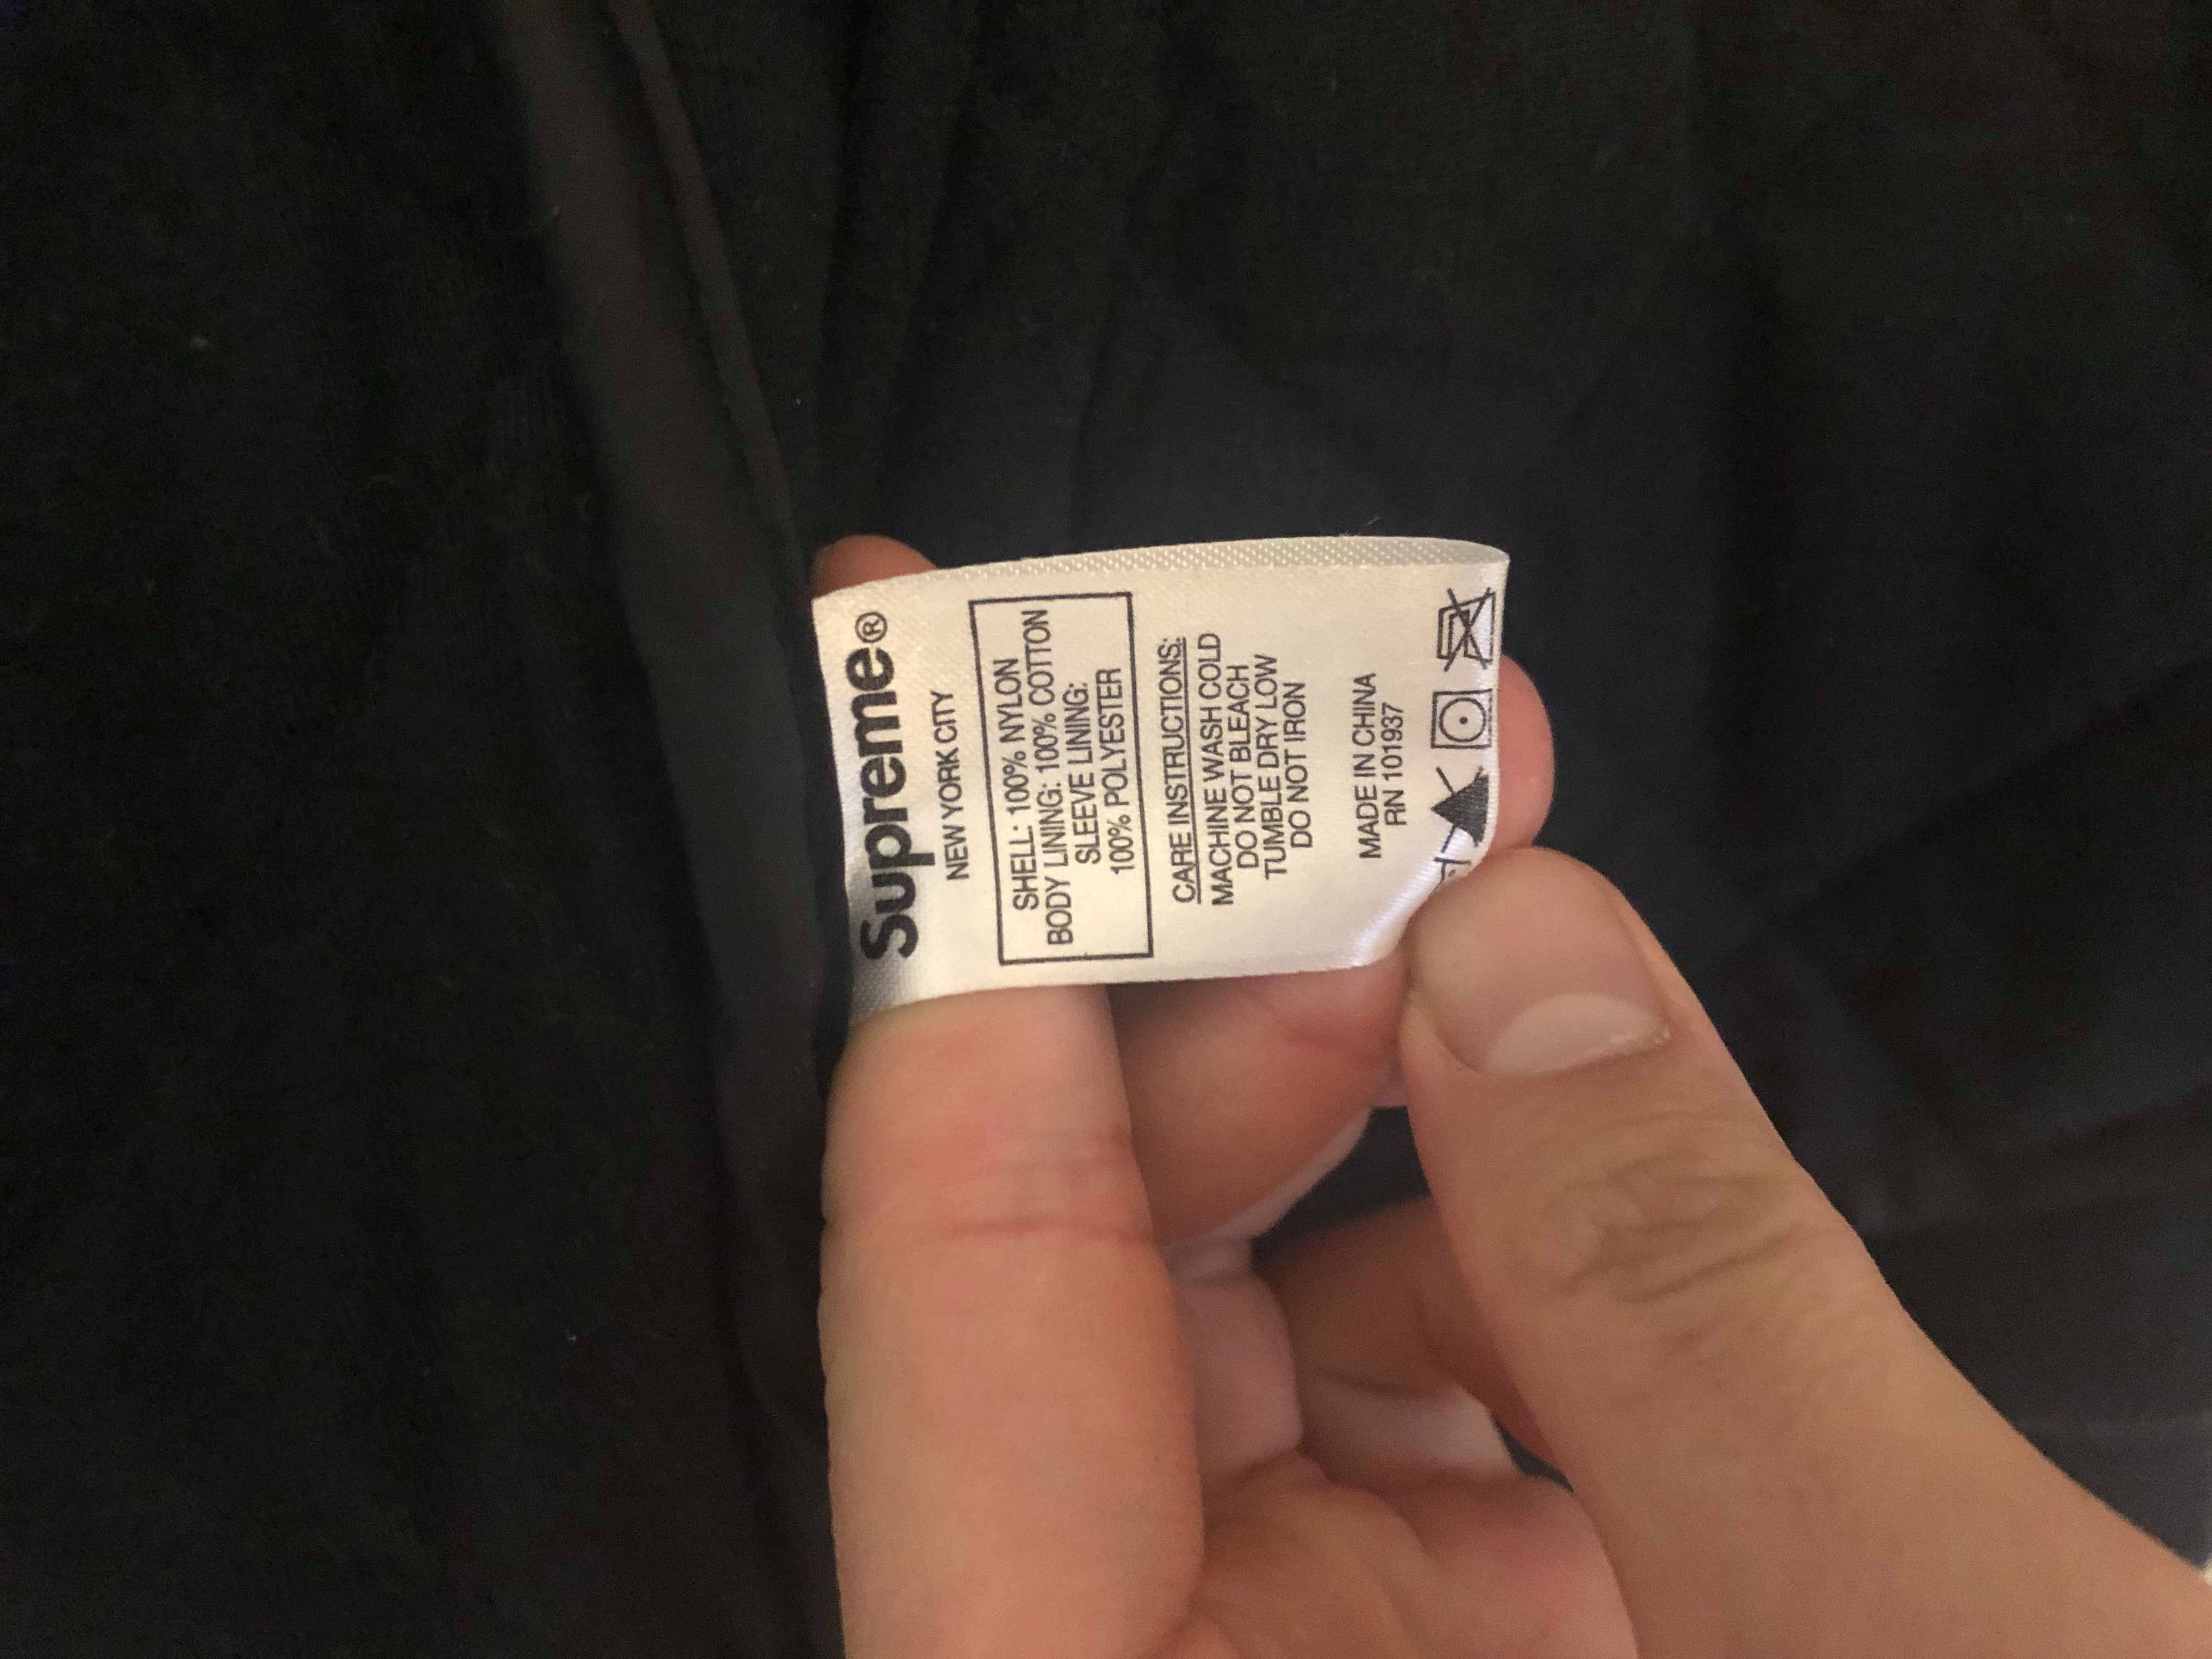 Supreme®
NEW YORK CITY
SHELL: 100% NYLON
BODY LINING: 100% COTTON
SLEEVE LINING:
100% POLYESTER
CARE INSTRUCTIONS:
MACHINE WASH COLD
DO NOT BLEACH
TUMBLE DRY LOW
DO NOT IRON
MADE IN CHINA
RN 101937